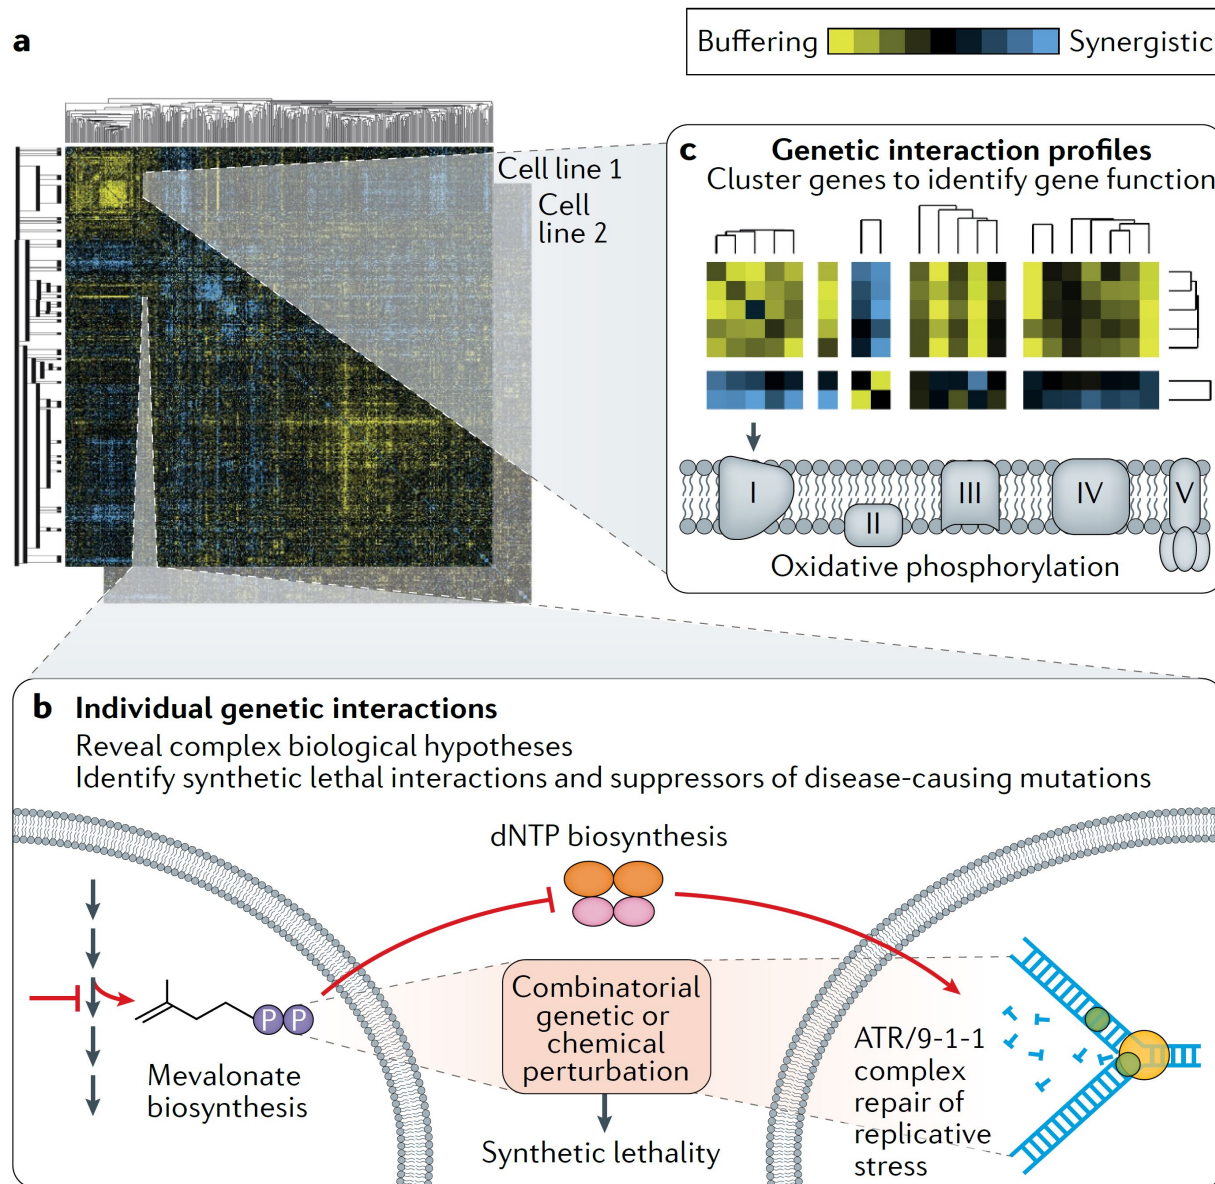 a
Buffering
Synergistic
Cell line 1
Cell
line 2
c
Genetic interaction profiles
Cluster genes to identify gene function
I
II
III
IV
V
Oxidative phosphorylation
b
Individual genetic interactions
Reveal complex biological hypotheses
Identify synthetic lethal interactions and suppressors of disease-causing mutations
dNTP biosynthesis
P P
Mevalonate
biosynthesis
Combinatorial
genetic or
chemical
perturbation
Synthetic lethality
ATR/9-1-1
complex
repair of
replicative
stress